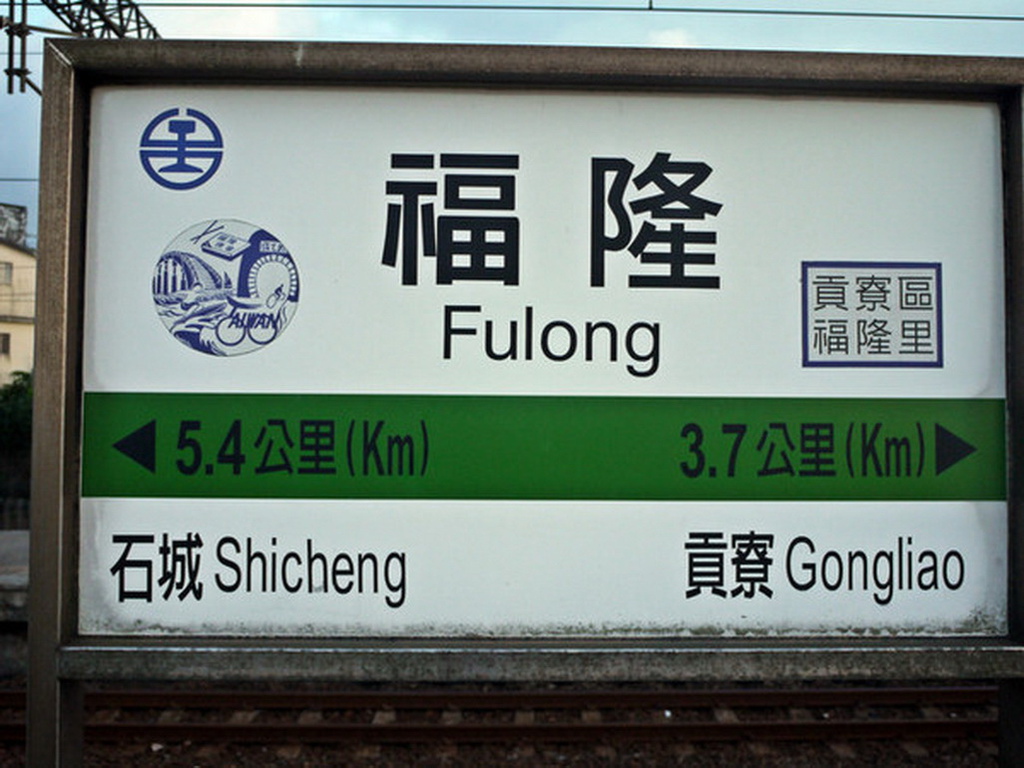 福隆
Fulong
貢寮區
福隆里
TAIWAN
5.4公里(Km)
3.7公里(Km)
石城 Shicheng
貢寮 Gongliao